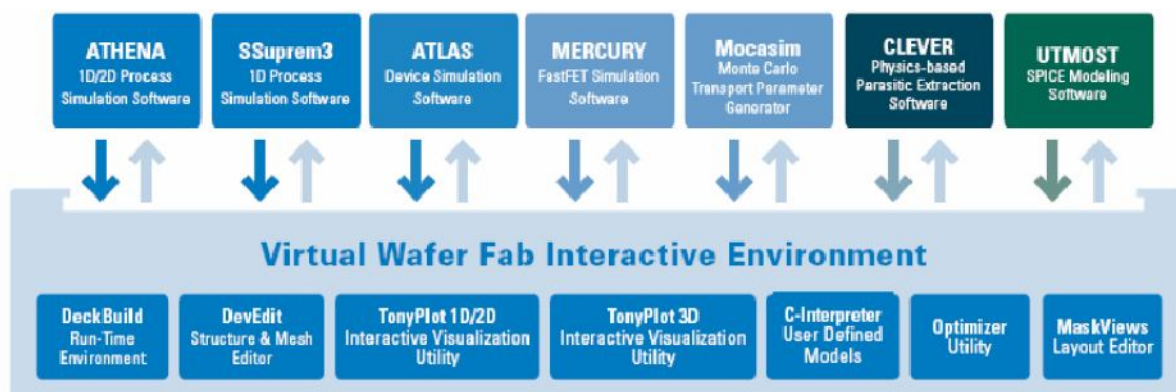 ATHENA
1D/2D Process
Simulation Software
SSuprem3
1D Process
Simulation Software
ATLAS
Device Simulation
Software
MERCURY
FastFET Simulation
Software
Mocasim
Monte Carlo
Transport Parameter
Generator
CLEVER
Physics-based
Parasitic Extraction
Software
UTMOST
SPICE Modeling
Software
Virtual Wafer Fab Interactive Environment
DeckBuild
Run-Time
Environment
DevEdit
Structure & Mesh
Editor
TonyPlot 1D/2D
Interactive Visualization
Utility
TonyPlot 3D
Interactive Visualization
Utility
C-Interpreter
User Defined
Models
Optimizer
Utility
MaskViews
Layout Editor